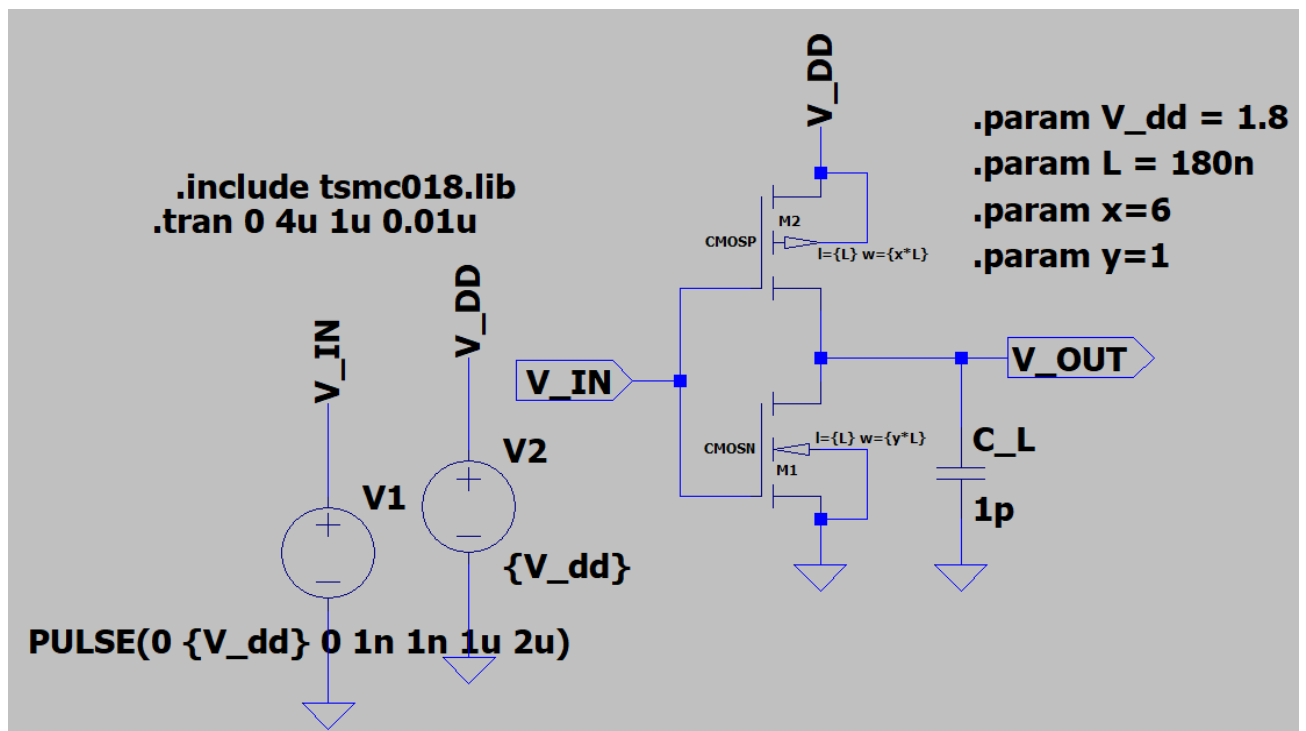 V_DD
.param V_dd = 1.8
.param L = 180n
.param x=6
.param y=1
.include tsmc018.lib
.tran 0 4u 1u 0.01u
M2
CMOSP
l={L} w={x*L}
V_IN
V_DD
V_IN
V_OUT
CMOSN
l={L} w={y*L}
M1
C_L
1p
V1
V2
{V_dd}
PULSE(0 {V_dd} 0 1n 1n 1u 2u)